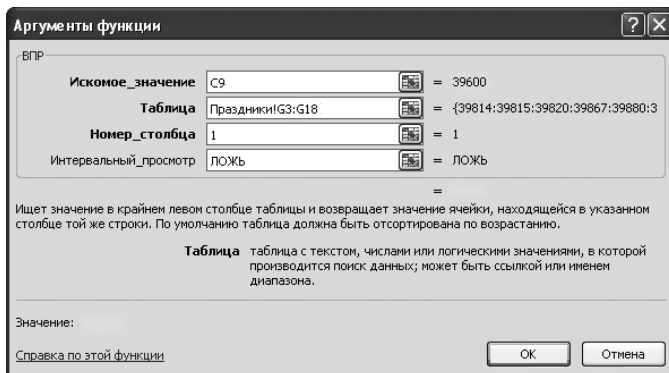 Аргументы функции
ВПР
Искомое_значение C9 = 39600
Таблица Праздники!G3:G18 = {39814:39815:39820:39867:39880:3
Номер_столбца 1 = 1
Интервальный_просмотр ЛОЖЬ = ЛОЖЬ
=
Ищет значение в крайнем левом столбце таблицы и возвращает значение ячейки, находящейся в указанном
столбце той же строки. По умолчанию таблица должна быть отсортирована по возрастанию.
Таблица таблица с текстом, числами или логическими значениями, в которой
производится поиск данных; может быть ссылкой или именем
диапазона.
Значение:
Справка по этой функции ОК Отмена